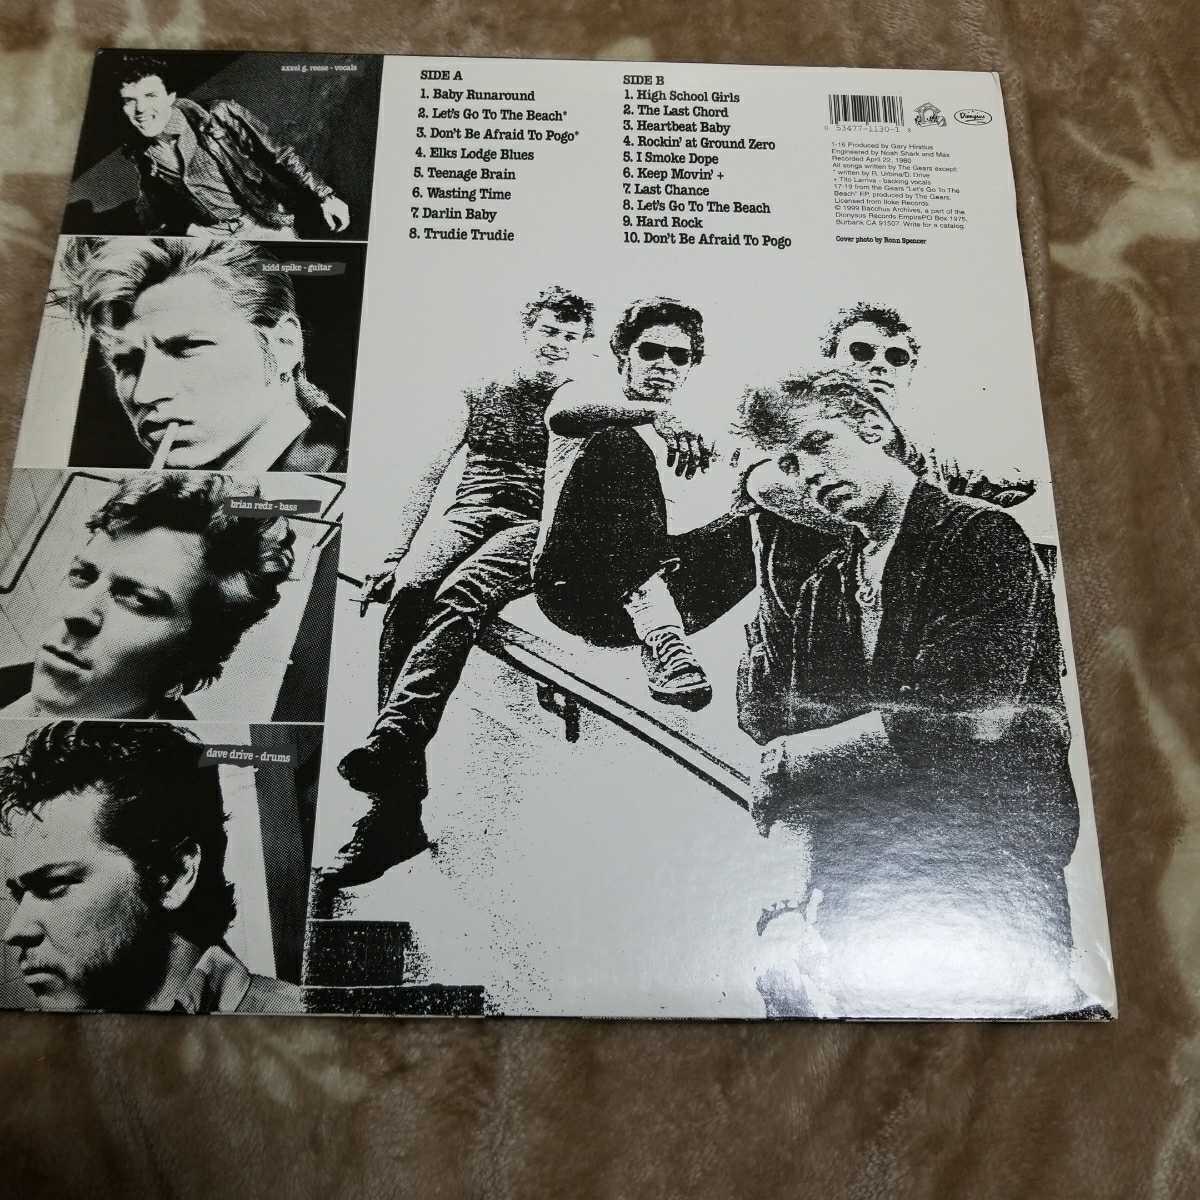 axxel g. reese - vocals
kidd spike - guitar
brian redz - bass
dave drive - drums
SIDE A
1. Baby Runaround
2. Let's Go To The Beach*
3. Don't Be Afraid To Pogo*
4. Elks Lodge Blues
5. Teenage Brain
6. Wasting Time
7. Darlin Baby
8. Trudie Trudie
SIDE B
1. High School Girls
2. The Last Chord
3. Heartbeat Baby
4. Rockin' at Ground Zero
5. I Smoke Dope
6. Keep Movin' +
7. Last Chance
8. Let's Go To The Beach
9. Hard Rock
10. Don't Be Afraid To Pogo
53477-1130-1
Dionysus
1-16 Produced by Gary Hirstius
Engineered by Noah Shark and Max
Recorded April 22, 1980
All songs written by The Gears except:
* written by R. Urbina/D. Drive
+ Tito Larriva - backing vocals
17-19 from the Gears "Let's Go To The
Beach" EP, produced by The Gears.
Licensed from Iloke Records.
© 1999 Bacchus Archives, a part of the
Dionysus Records Empire PO Box 1975,
Burbank CA 91507. Write for a catalog.
Cover photo by Ronn Spencer